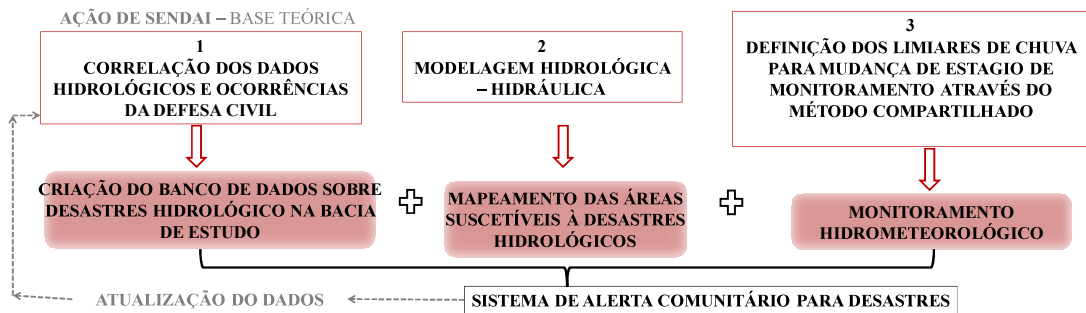 AÇÃO DE SENDAI – BASE TEÓRICA
1
CORRELAÇÃO DOS DADOS
HIDROLÓGICOS E OCORRÊNCIAS
DA DEFESA CIVIL
2
MODELAGEM HIDROLÓGICA
– HIDRÁULICA
3
DEFINIÇÃO DOS LIMIARES DE CHUVA
PARA MUDANÇA DE ESTAGIO DE
MONITORAMENTO ATRAVÉS DO
MÉTODO COMPARTILHADO
CRIAÇÃO DO BANCO DE DADOS SOBRE
DESASTRES HIDROLÓGICO NA BACIA
DE ESTUDO
MAPEAMENTO DAS ÁREAS
SUSCETÍVEIS À DESASTRES
HIDROLÓGICOS
MONITORAMENTO
HIDROMETEOROLÓGICO
ATUALIZAÇÃO DO DADOS
SISTEMA DE ALERTA COMUNITÁRIO PARA DESASTRES